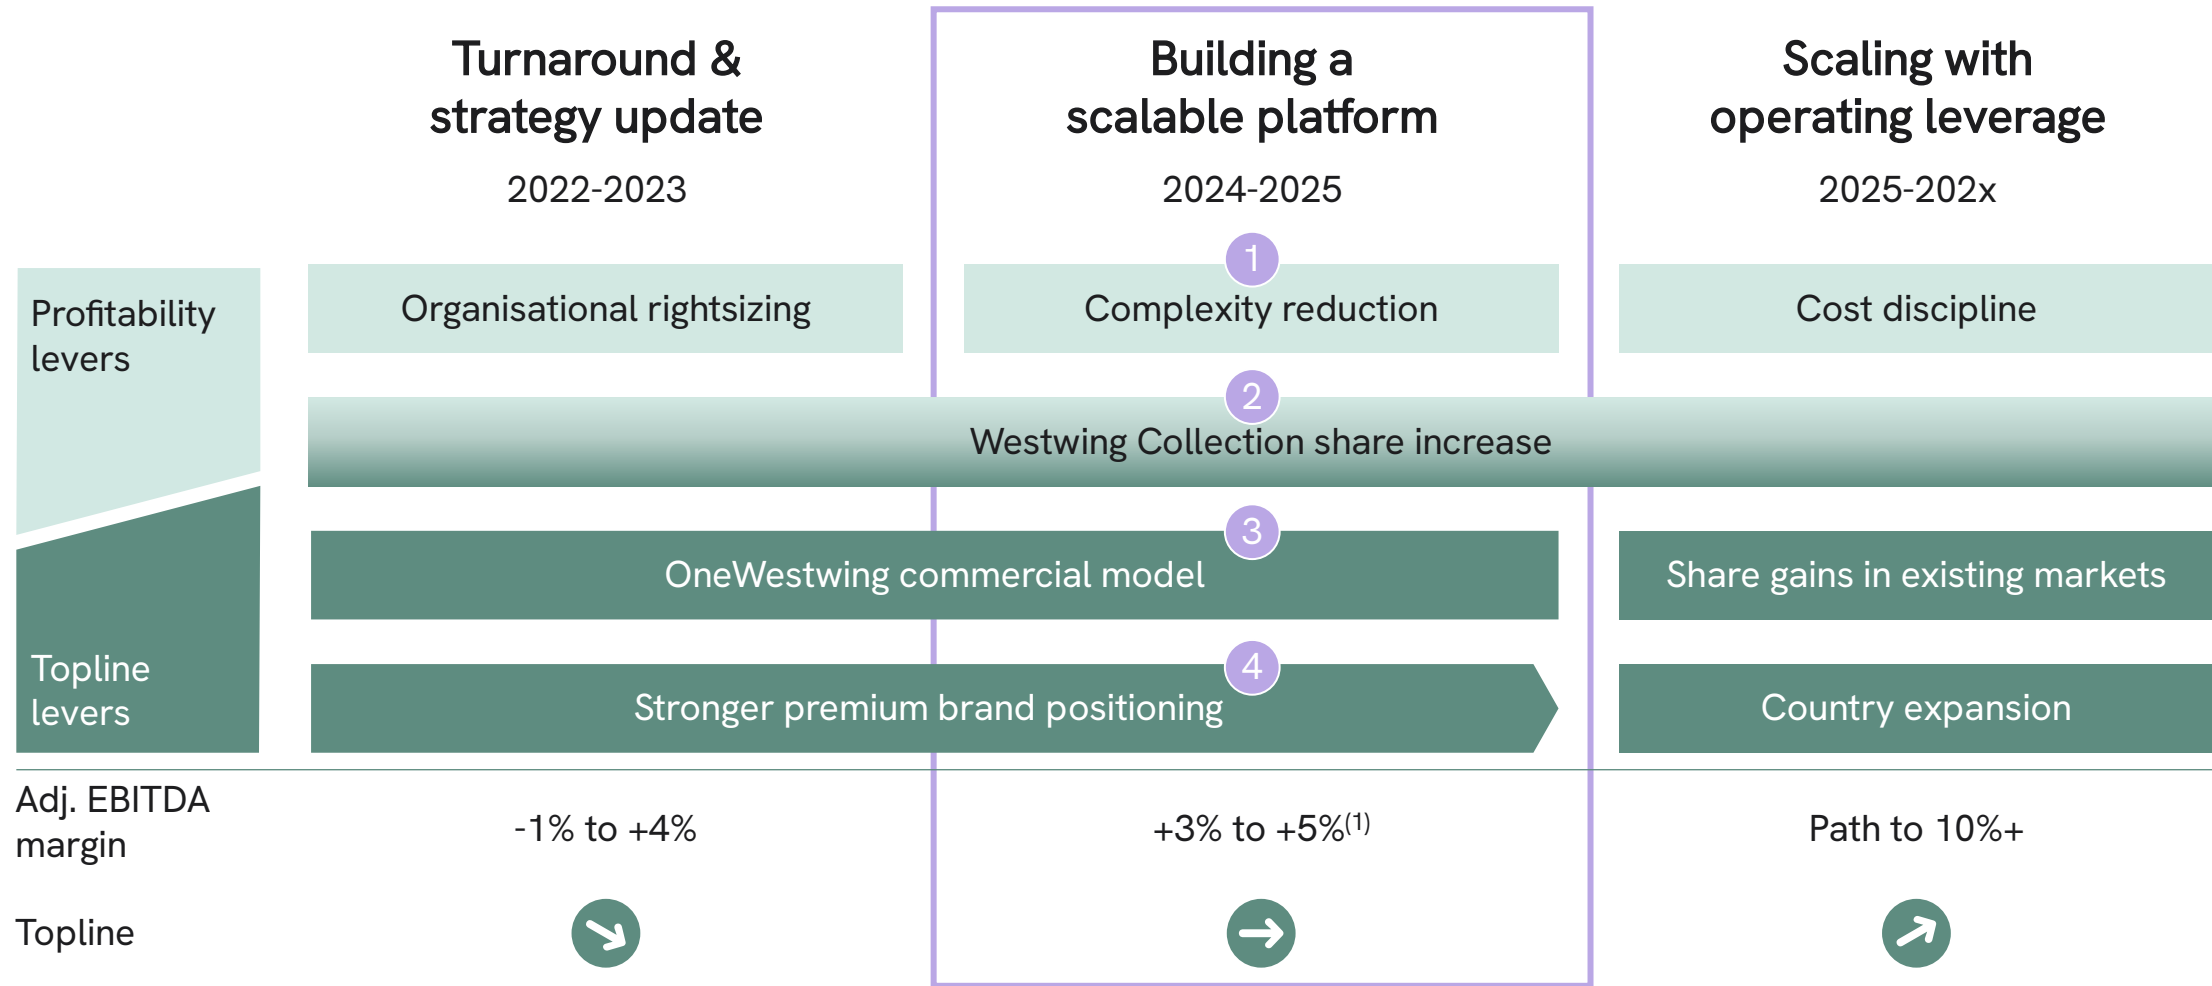 Turnaround &
strategy update
2022-2023
Building a
scalable platform
2024-2025
Scaling with
operating leverage
2025-202x
Profitability
levers
Organisational rightsizing
1
Complexity reduction
Cost discipline
2
Westwing Collection share increase
3
OneWestwing commercial model
Share gains in existing markets
Topline
levers
4
Stronger premium brand positioning
Country expansion
Adj. EBITDA
margin
-1% to +4%
+3% to +5%(1)
Path to 10%+
Topline